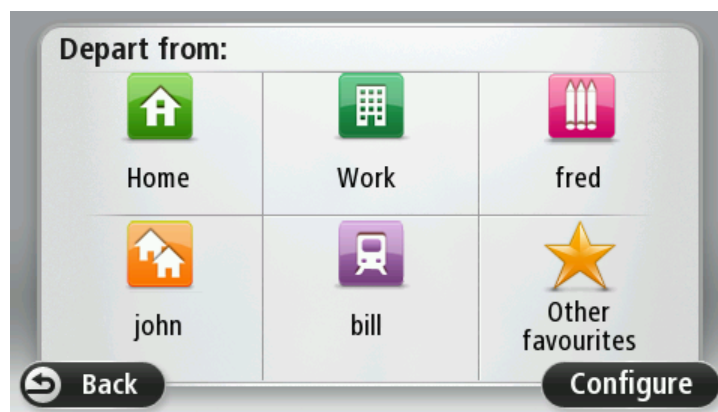 Depart from:
Home
Work
fred
john
bill
Other
favourites
Back
Configure